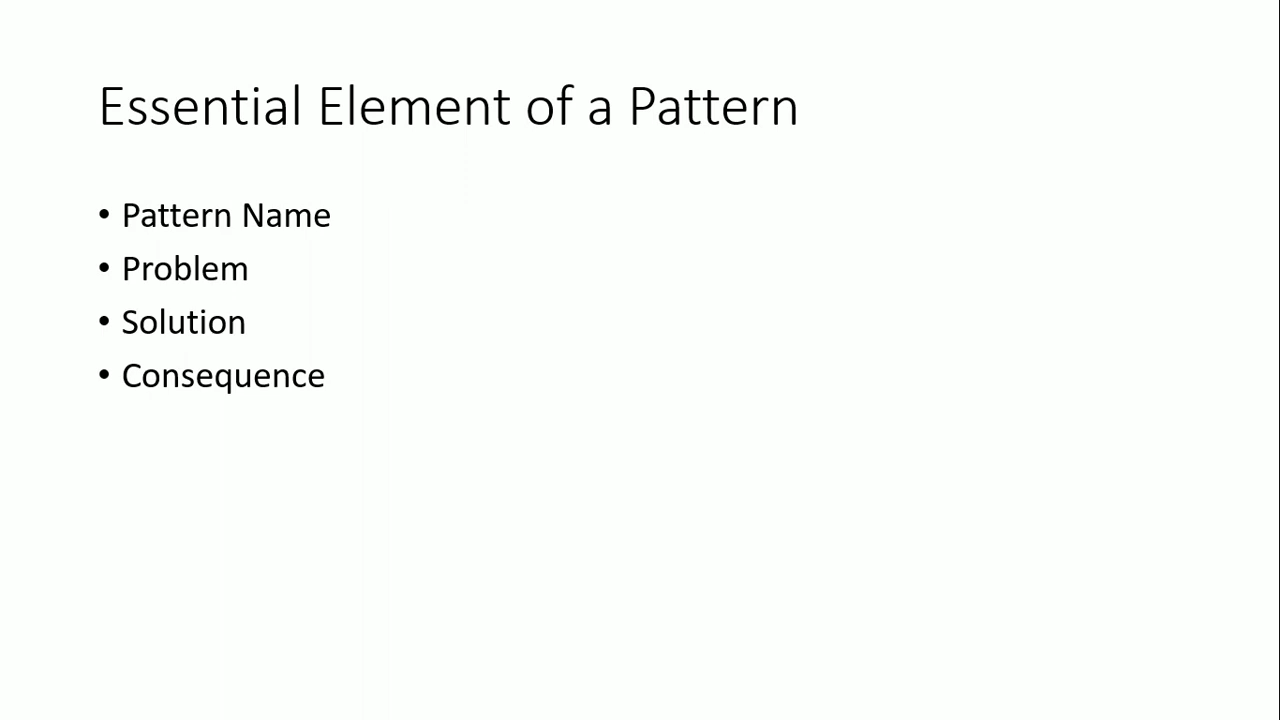 Essential Element of a Pattern
• Pattern Name
• Problem
• Solution
• Consequence